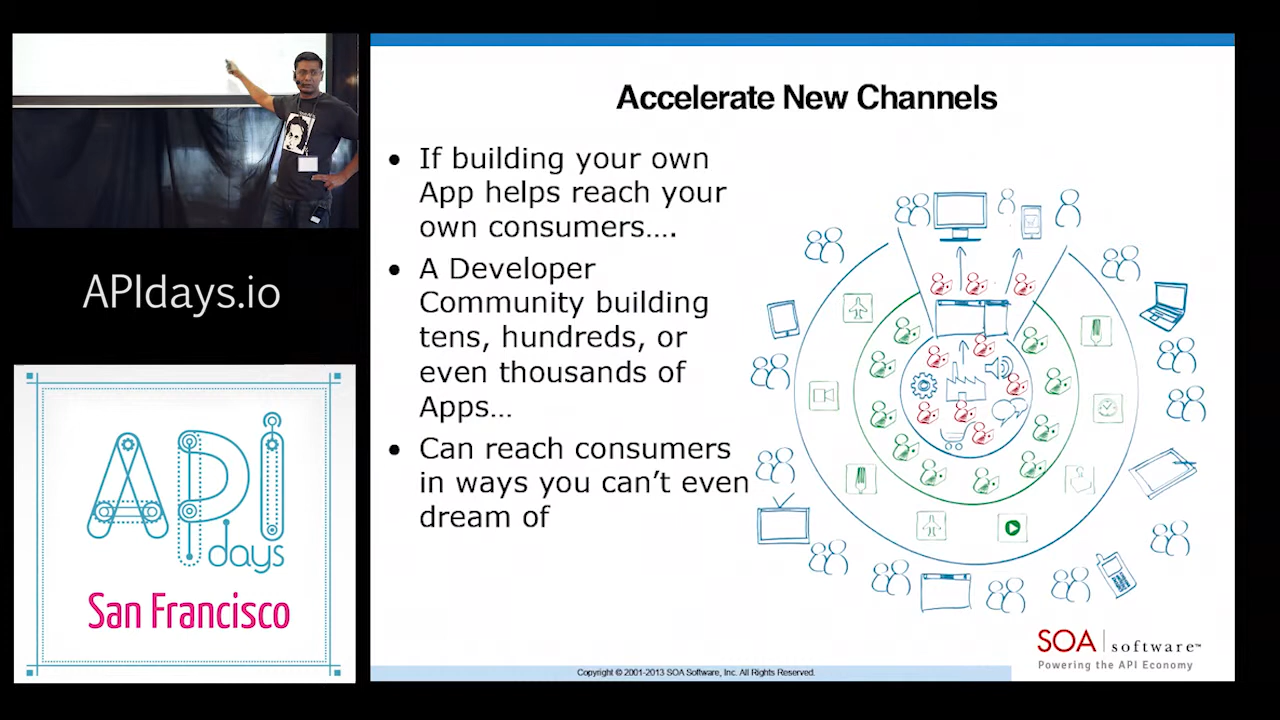 APIdays.io
API
days
San Francisco
Accelerate New Channels
• If building your own
App helps reach your
own consumers….
• A Developer
Community building
tens, hundreds, or
even thousands of
Apps…
• Can reach consumers
in ways you can’t even
dream of
SOA software™
Powering the API Economy
Copyright © 2001-2013 SOA Software, Inc. All Rights Reserved.